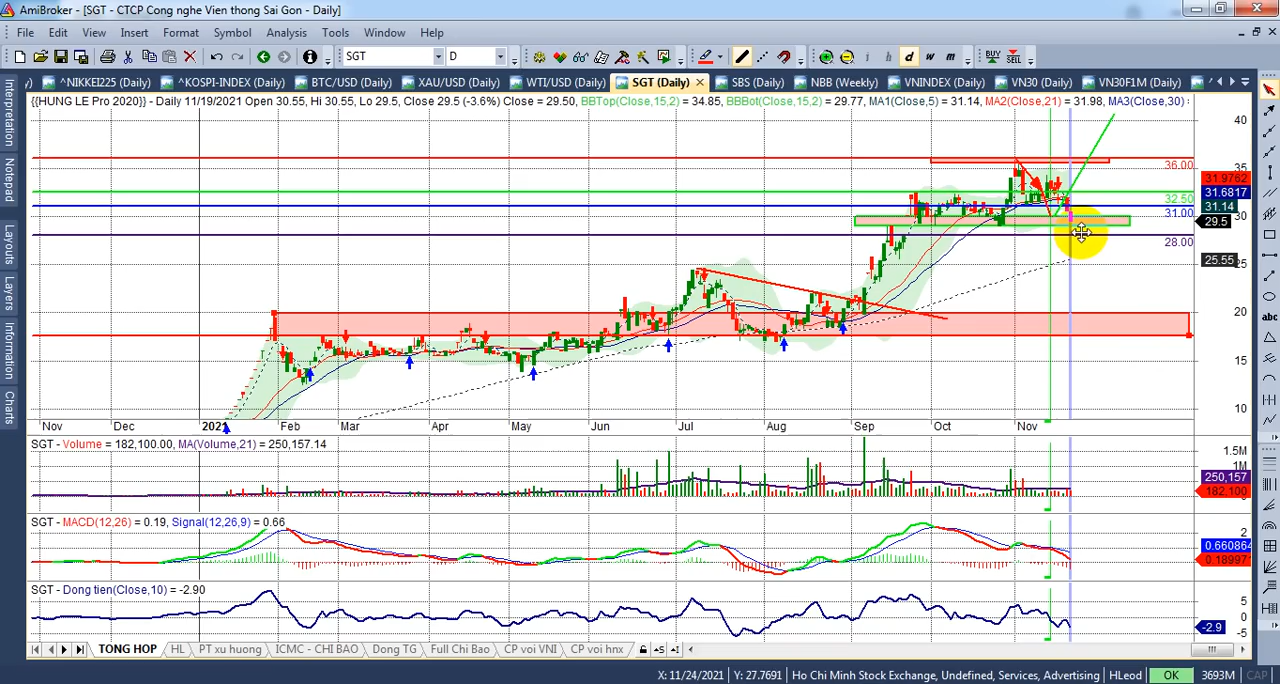 AmiBroker - [SGT - CTCP Cong nghe Vien thong Sai Gon - Daily]
File Edit View Insert Format Symbol Analysis Tools Window Help
SGT D i h d w m BUY SELL
^NIKKEI225 (Daily) ^KOSPI-INDEX (Daily) BTC/USD (Daily) XAU/USD (Daily) WTI/USD (Daily) SGT (Daily) SBS (Daily) NBB (Weekly) VNINDEX (Daily) VN30 (Daily) VN30F1M (Daily)
{{HUNG LE Pro 2020}} - Daily 11/19/2021 Open 30.55, Hi 30.55, Lo 29.5, Close 29.5 (-3.6%) Close = 29.50, BBTop(Close,15,2) = 34.85, BBBot(Close,15,2) = 29.77, MA1(Close,5) = 31.14, MA2(Close,21) = 31.98, MA3(Close,30)
Interpretation
Notepad
Layouts
Layers
Information
Charts
40
36.00
35
31.9762
31.6817
32.50
31.14
31.00
30
29.5
28.00
25.55
25
20
15
10
Nov Dec 2021 Feb Mar Apr May Jun Jul Aug Sep Oct Nov
SGT - Volume = 182,100.00, MA(Volume,21) = 250,157.14
1.5M
1M
250,157
182,100
SGT - MACD(12,26) = 0.19, Signal(12,26,9) = 0.66
2
0.660864
0.18997
SGT - Dong tien(Close,10) = -2.90
5
0
-2.9
-5
TONG HOP HL PT xu huong ICMC - CHI BAO Dong TG Full Chi Bao CP voi VNI CP voi hnx
X: 11/24/2021 Y: 27.7691 Ho Chi Minh Stock Exchange, Undefined, Services, Advertising HLeod OK 3693M CAP
abc